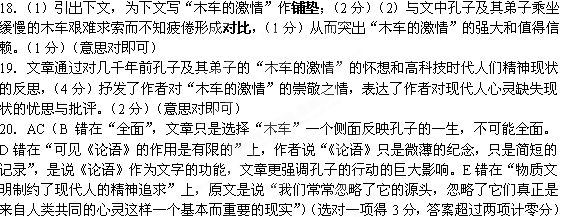 18.（1）引出下文，为下文写“木车的激情”作铺垫；(2 分)（2）与文中孔子及其弟子乘坐
缓慢的木车艰难求索而不知疲倦形成对比，(1 分) 从而突出“木车的激情”的强大和值得信
赖。(1 分)（意思对即可）
19．文章通过对几千年前孔子及其弟子的“木车的激情”的怀想和高科技时代人们精神现状
的反思，(4 分) 抒发了作者对“木车的激情”的崇敬之情，表达了作者对现代人心灵缺失现
状的忧思与批评。(2 分)（意思对即可）
20．AC（B 错在“全面”，文章只是选择“木车”一个侧面反映孔子的一生，不可能全面。
D 错在“可见《论语》的作用是有限的”上，作者说“《论语》只是微薄的纪念，只是简短的
记录”，是说《论语》作为文字的功能，文章更强调孔子的行动的巨大影响。E 错在“物质文
明制约了现代人的精神追求”上，原文是说“我们常常忽略了它的源头，忽略了它们真正是
来自人类共同的心灵这样一个基本而重要的现实”）(选对一项得 3 分，答案超过两项计零分)